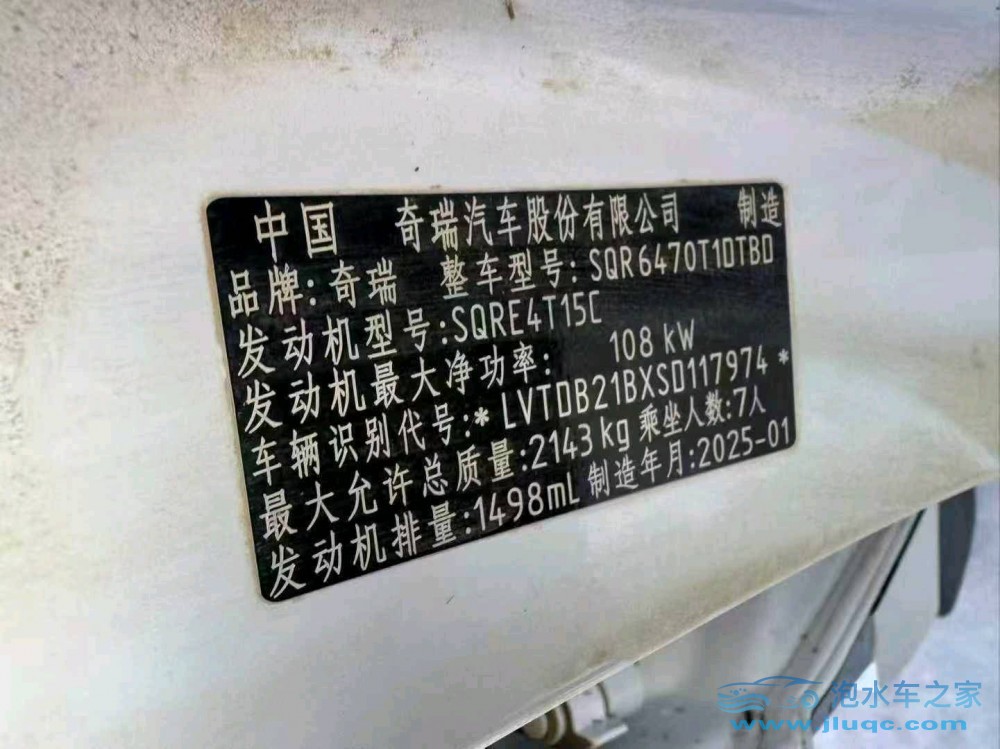 中国 奇瑞汽车股份有限公司 制造
品牌:奇瑞 整车型号:SQR6470T1DTBD
发动机型号:SQRE4T15C
发动机最大净功率: 108 kW
车辆识别代号:*LVTDB21BXSD117974*
最大允许总质量:2143kg 乘坐人数:7人
发动机排量:1498mL 制造年月:2025-01
泡水车之家
www.jluqc.com